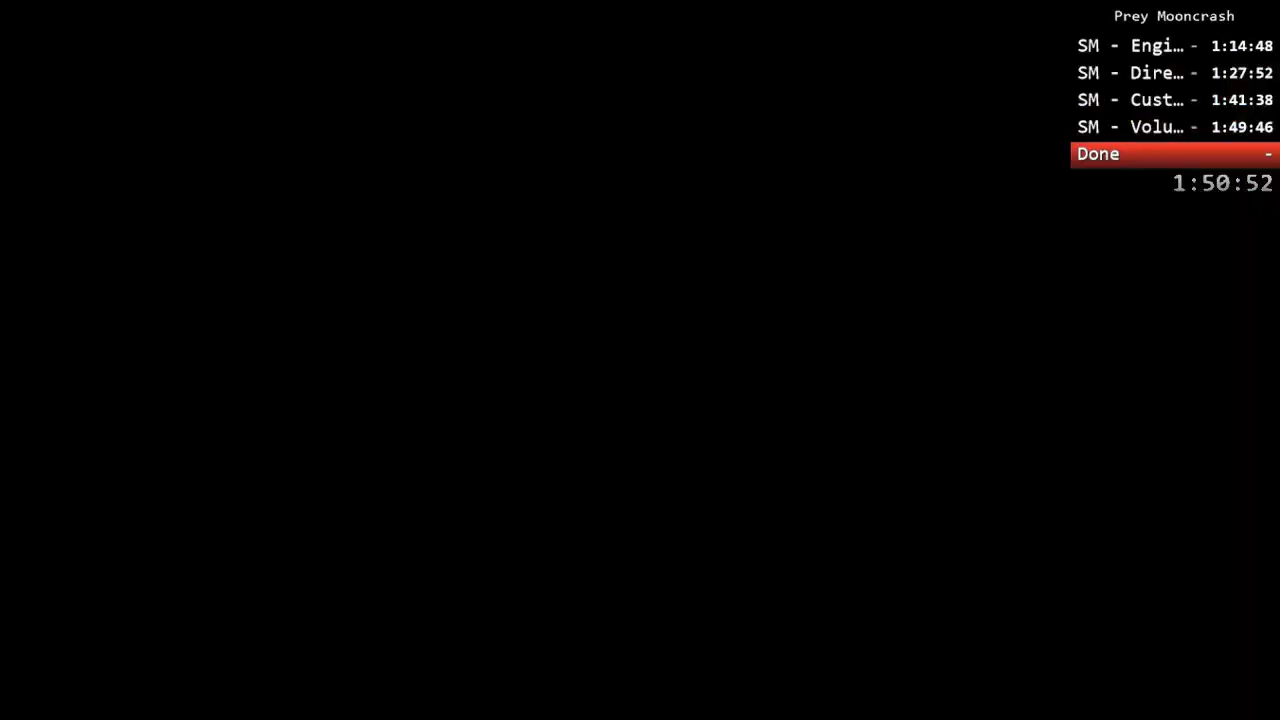 Prey Mooncrash
SM - Engi… - 1:14:48
SM - Dire… - 1:27:52
SM - Cust… - 1:41:38
SM - Volu… - 1:49:46
Done -
1:50:52